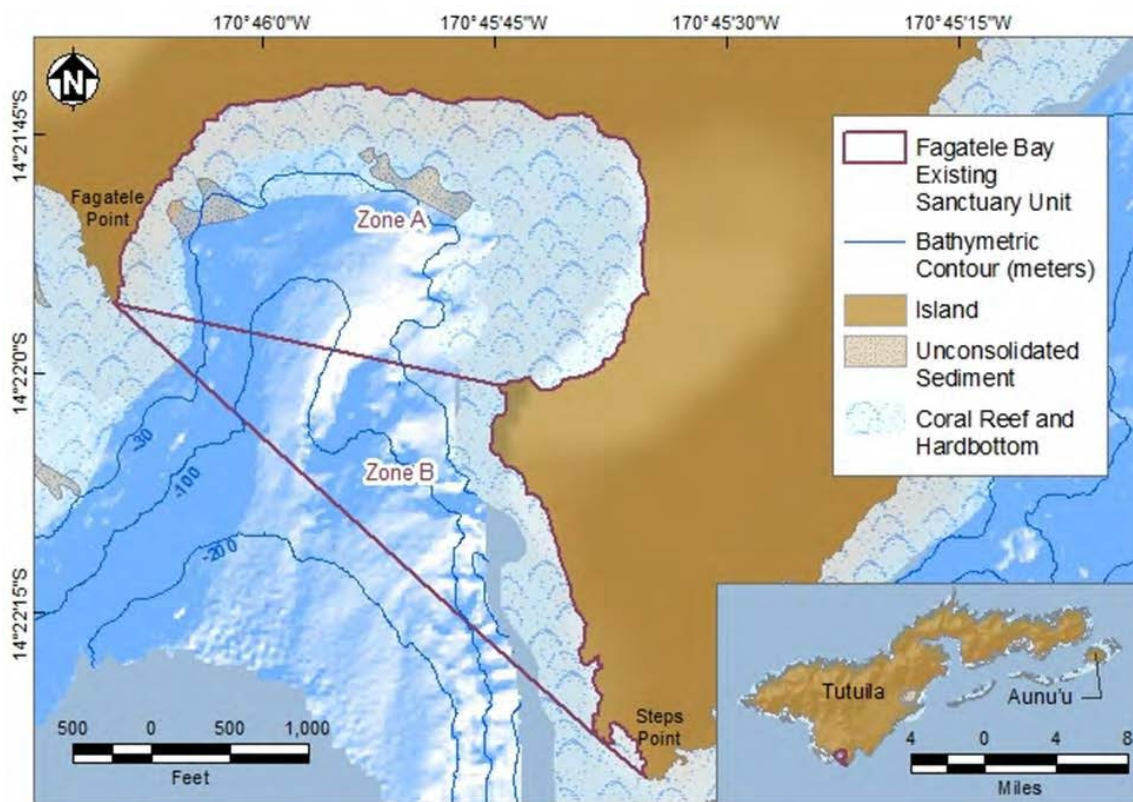 170°46'0"W
170°45'45"W
170°45'30"W
170°45'15"W
N
14°21'45"S
14°22'0"S
14°22'15"S
Fagatele
Point
Zone A
Zone B
-30
-100
-200
Fagatele Bay
Existing
Sanctuary Unit
Bathymetric
Contour (meters)
Island
Unconsolidated
Sediment
Coral Reef and
Hardbottom
Steps
Point
500 0 500 1,000
Feet
Tutuila
Aunu'u
4 0 4 8
Miles